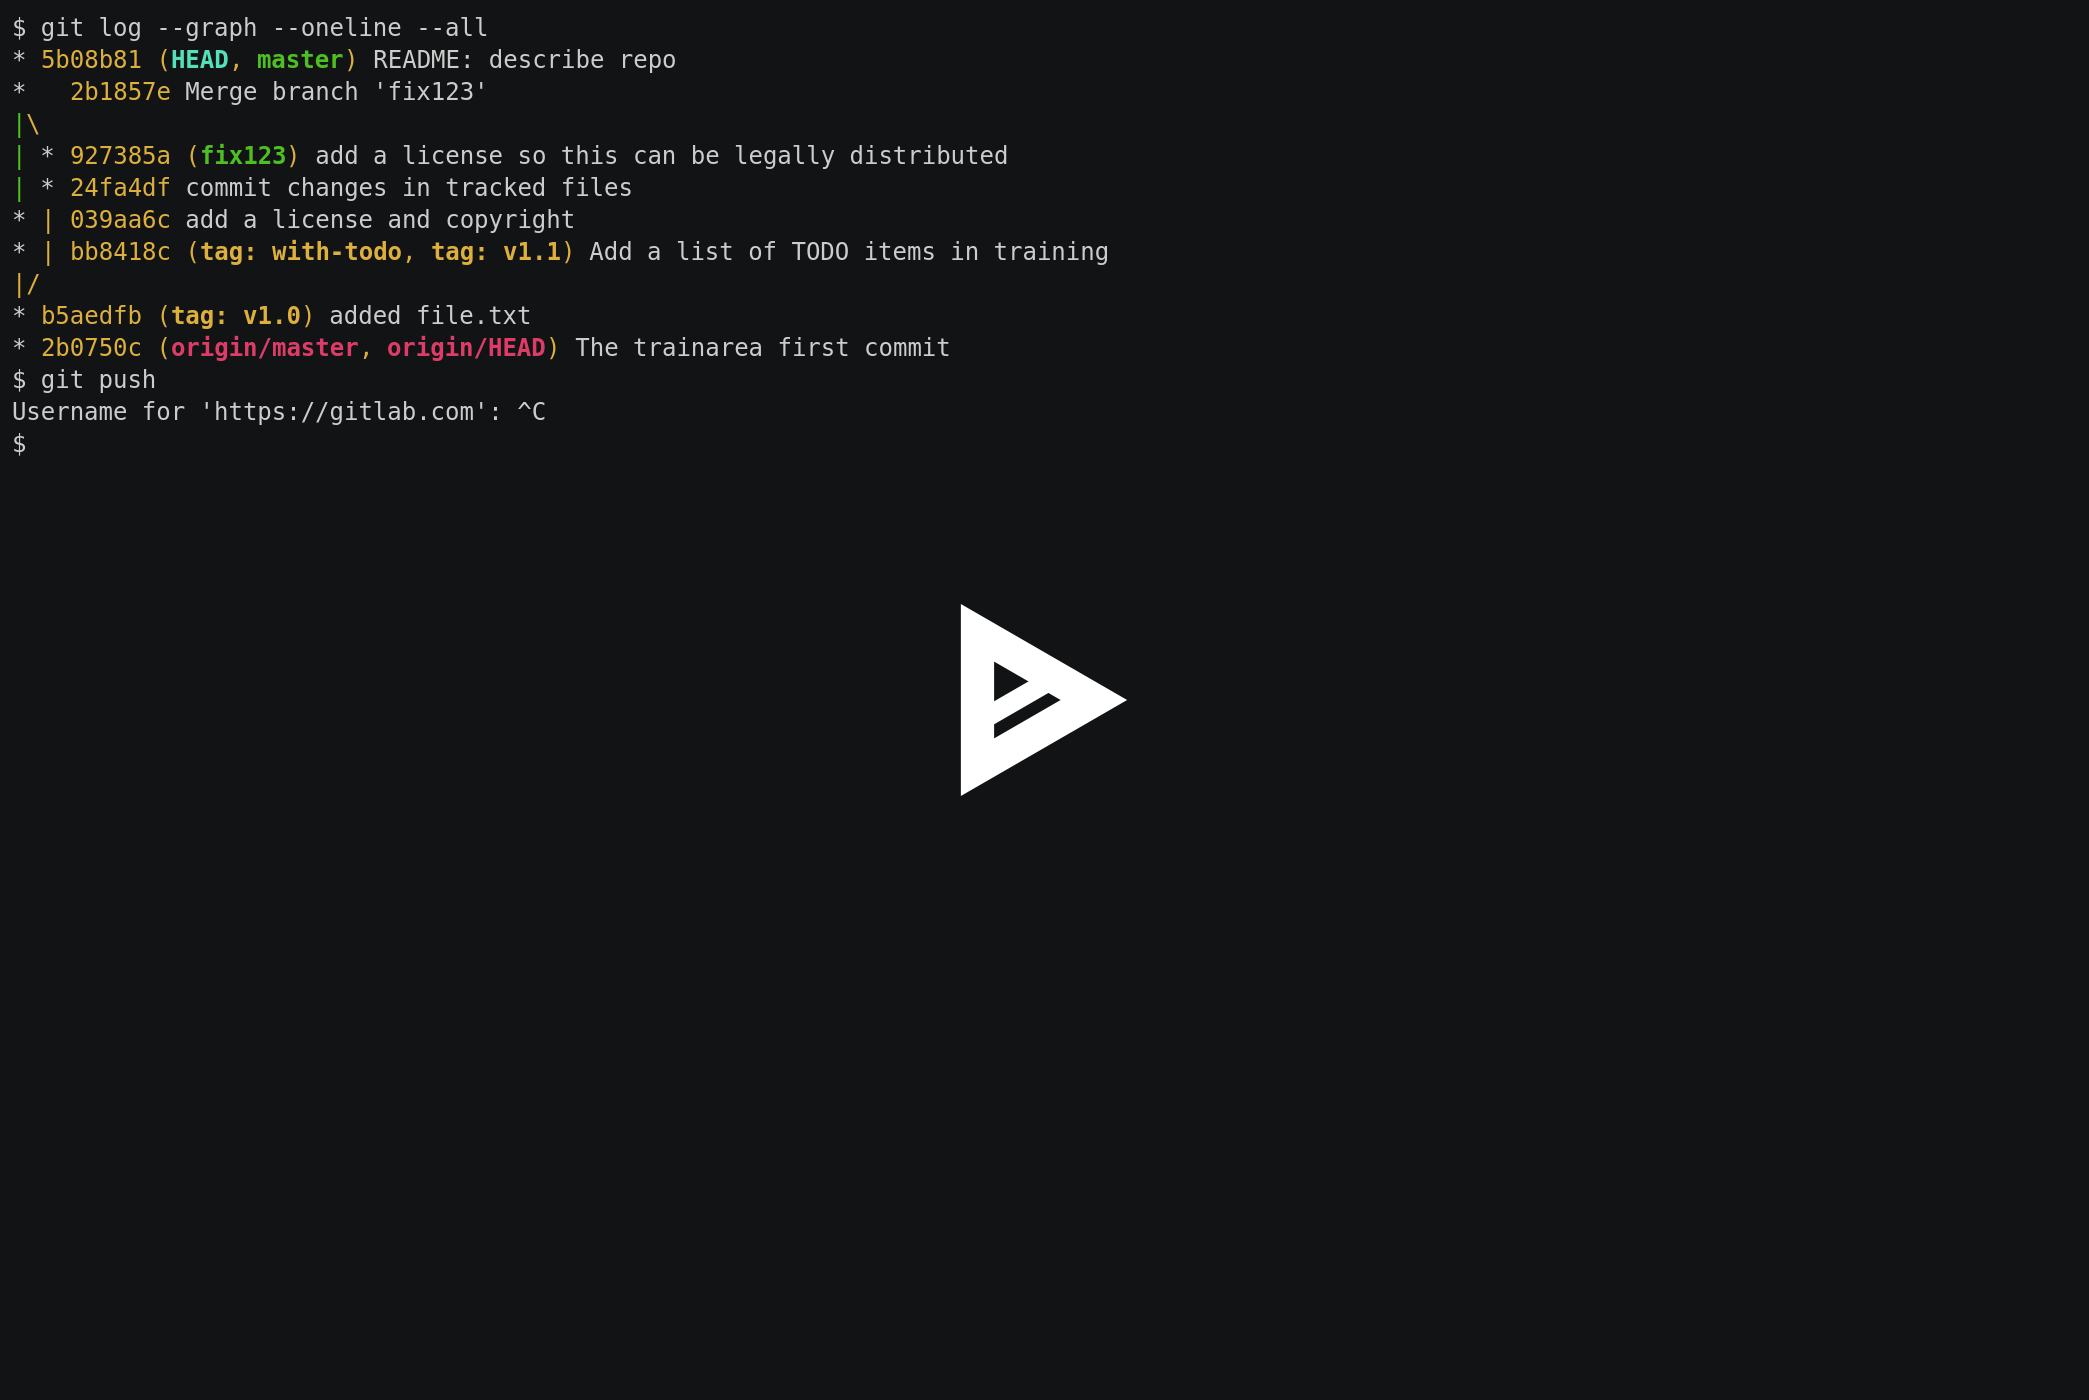 $ git log --graph --oneline --all
* 5b08b81 (HEAD, master) README: describe repo
*   2b1857e Merge branch 'fix123'
|\
| * 927385a (fix123) add a license so this can be legally distributed
| * 24fa4df commit changes in tracked files
* | 039aa6c add a license and copyright
* | bb8418c (tag: with-todo, tag: v1.1) Add a list of TODO items in training
|/
* b5aedfb (tag: v1.0) added file.txt
* 2b0750c (origin/master, origin/HEAD) The trainarea first commit
$ git push
Username for 'https://gitlab.com': ^C
$